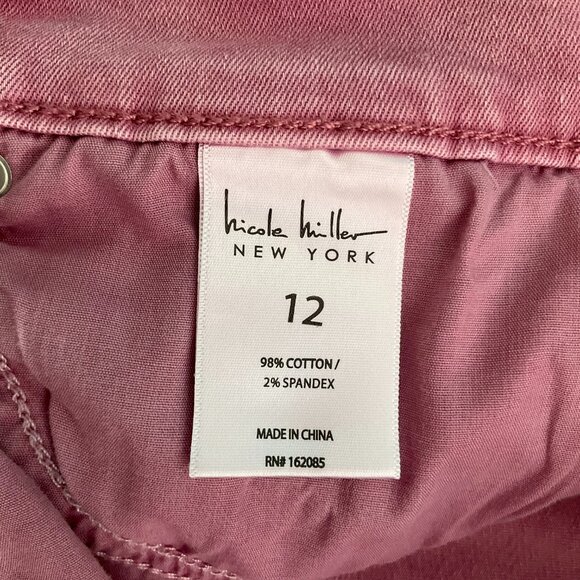 nicole miller
NEW YORK
12
98% COTTON /
2% SPANDEX
MADE IN CHINA
RN# 162085